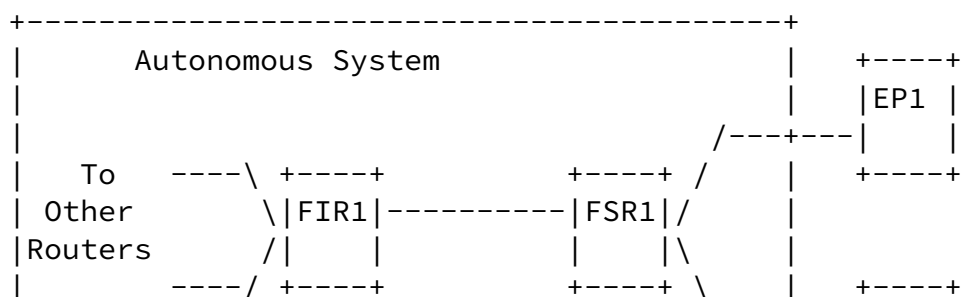 Autonomous System
EP1
To
Other FIR1 FSR1
Routers